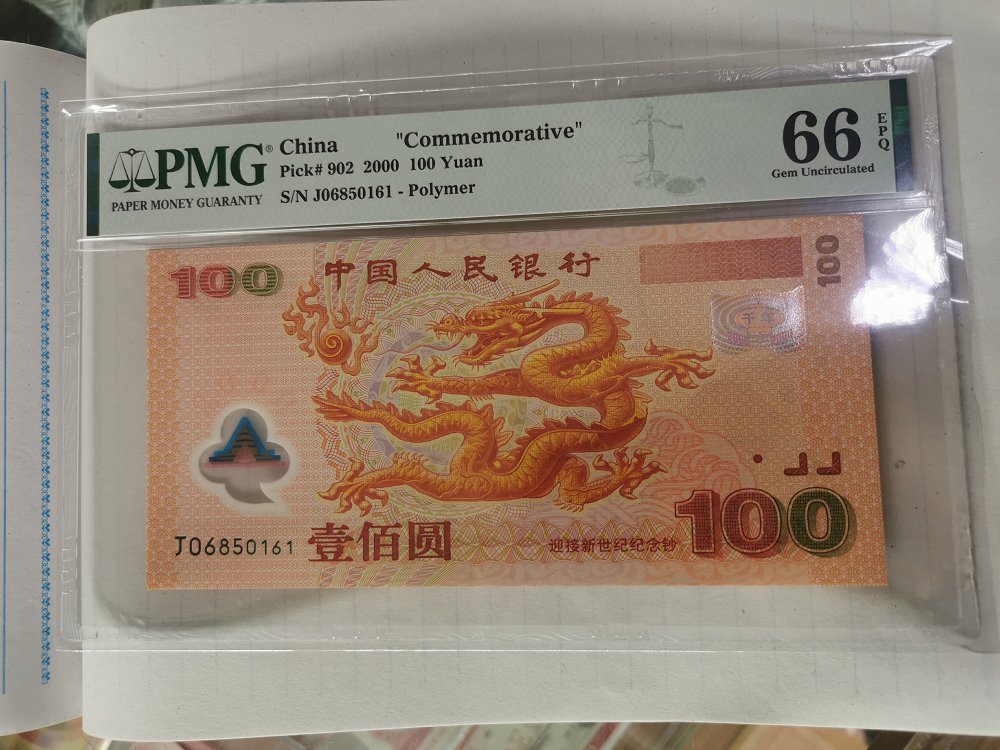 PMG®
PAPER MONEY GUARANTY
China "Commemorative"
Pick# 902 2000 100 Yuan
S/N J06850161 - Polymer
66
EPQ
Gem Uncirculated
100
中国人民银行
100
千年
J06850161
壹佰圆
迎接新世纪纪念钞
100